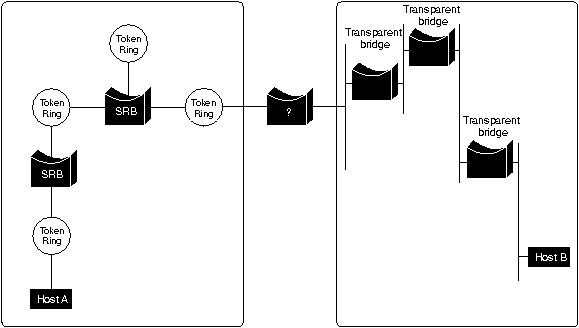 Token
Ring
Token
Ring
SRB
Token
Ring
SRB
Token
Ring
Host A
?
Transparent
bridge
Transparent
bridge
Transparent
bridge
Host B